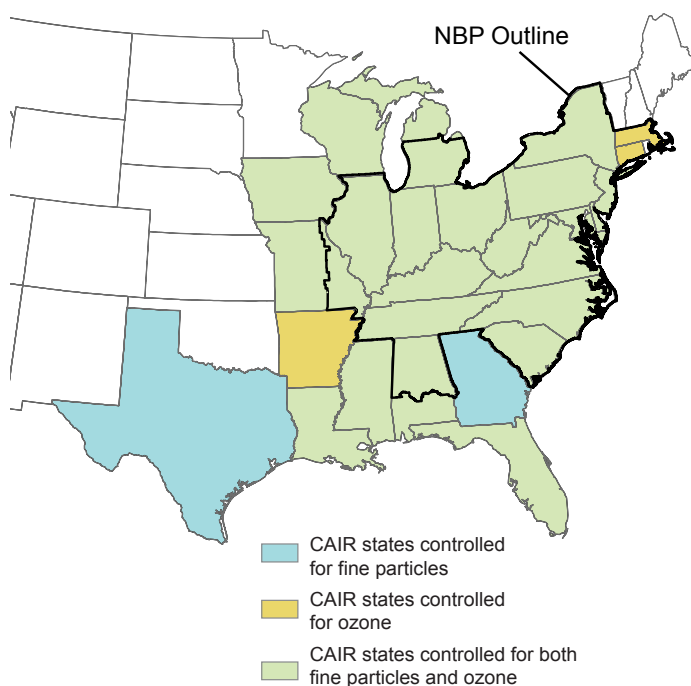 NBP Outline
CAIR states controlled
for fine particles
CAIR states controlled
for ozone
CAIR states controlled for both
fine particles and ozone